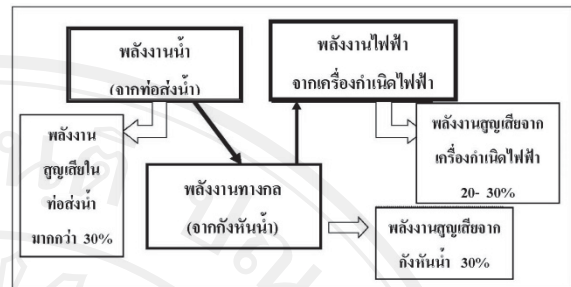 พลังงานน้ำ
(จากท่อส่งน้ำ)
พลังงานไฟฟ้า
จากเครื่องกำเนิดไฟฟ้า
พลังงาน
สูญเสียใน
ท่อส่งน้ำ
มากกว่า 30%
พลังงานทางกล
(จากกังหันน้ำ)
พลังงานสูญเสียจาก
เครื่องกำเนิดไฟฟ้า
20- 30%
พลังงานสูญเสียจาก
กังหันน้ำ 30%